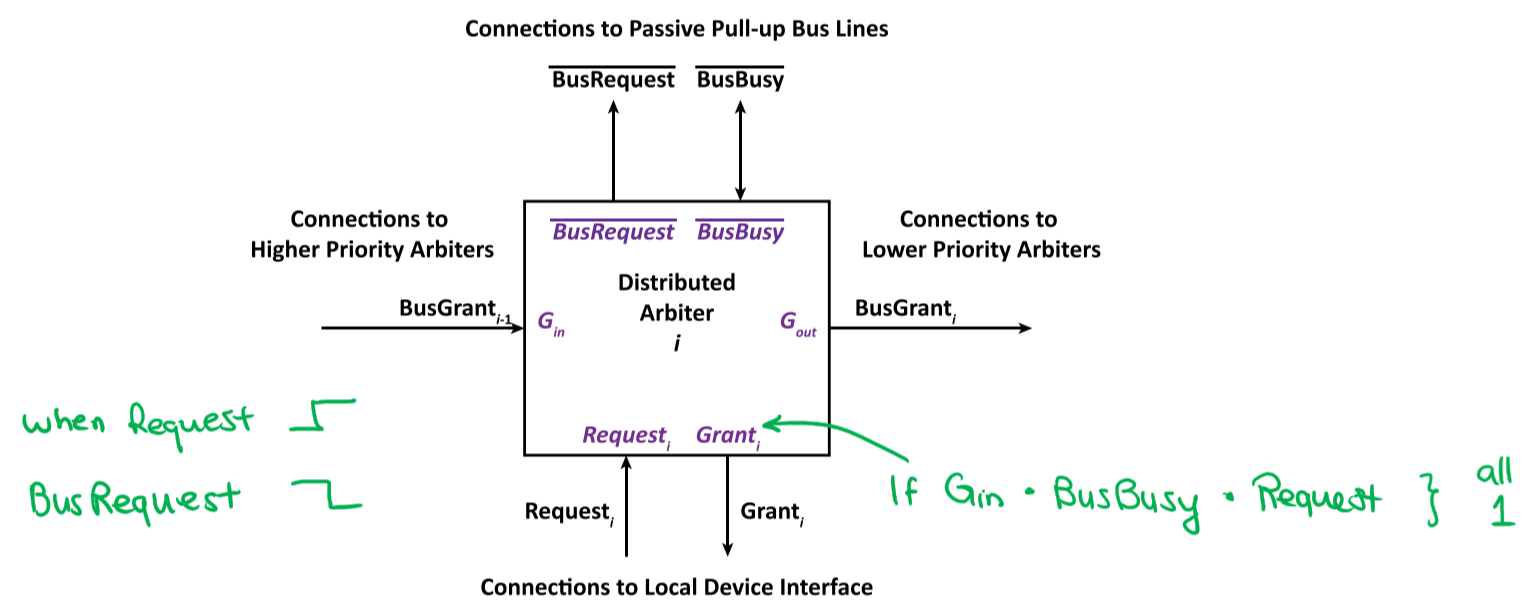 Connections to Passive Pull-up Bus Lines
BusRequest BusBusy
BusRequest BusBusy
Connections to
Higher Priority Arbiters
Connections to
Lower Priority Arbiters
Distributed
Arbiter
i
BusGranti-1
Gin
Gout
BusGranti
when Request
BusRequest
Requesti Granti
If Gin · BusBusy · Request } all
1
Requesti
Granti
Connections to Local Device Interface